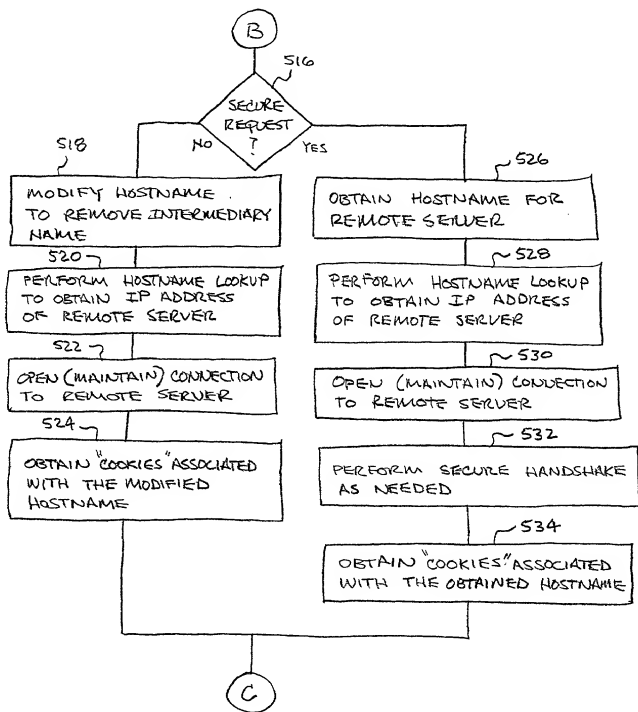 B
516
SECURE
REQUEST
?
NO
YES
518
MODIFY HOSTNAME
TO REMOVE INTERMEDIARY
NAME
520
PERFORM HOSTNAME LOOKUP
TO OBTAIN IP ADDRESS
OF REMOTE SERVER
522
OPEN (MAINTAIN) CONNECTION
TO REMOTE SERVER
524
OBTAIN "COOKIES" ASSOCIATED
WITH THE MODIFIED
HOSTNAME
526
OBTAIN HOSTNAME FOR
REMOTE SERVER
528
PERFORM HOSTNAME LOOKUP
TO OBTAIN IP ADDRESS
OF REMOTE SERVER
530
OPEN (MAINTAIN) CONNECTION
TO REMOTE SERVER
532
PERFORM SECURE HANDSHAKE
AS NEEDED
534
OBTAIN "COOKIES" ASSOCIATED
WITH THE OBTAINED HOSTNAME
C